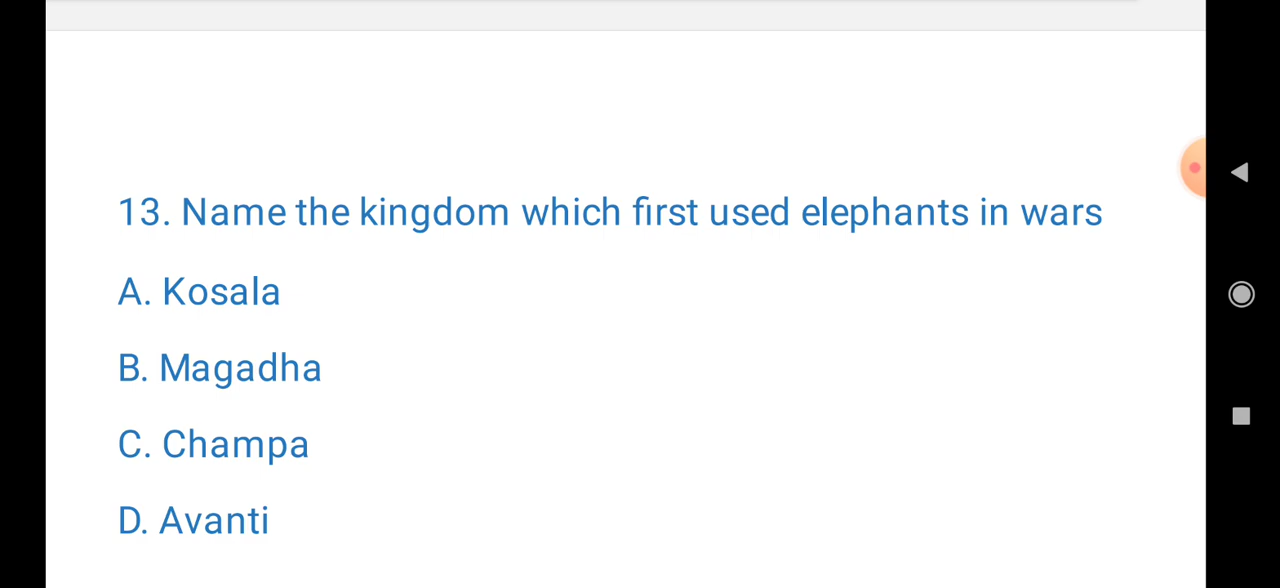 13. Name the kingdom which first used elephants in wars
A. Kosala
B. Magadha
C. Champa
D. Avanti